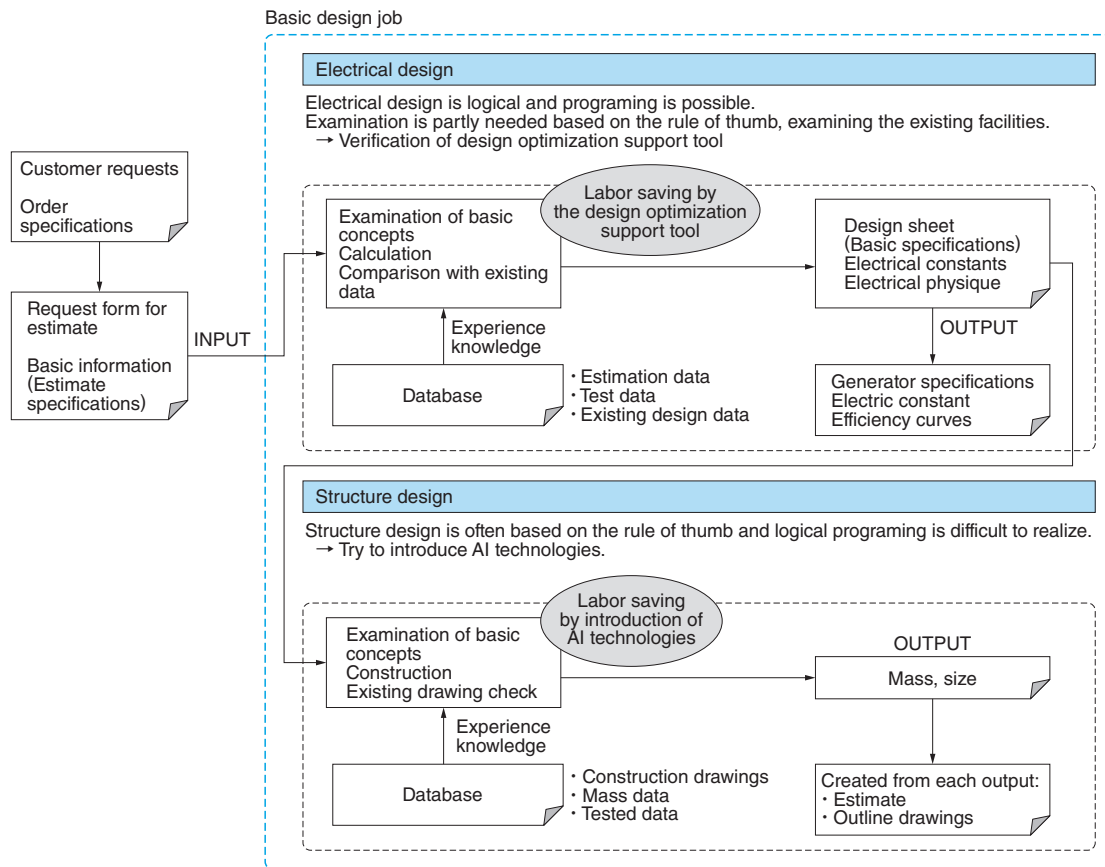 Basic design job
Electrical design
Electrical design is logical and programing is possible.
Examination is partly needed based on the rule of thumb, examining the existing facilities.
→ Verification of design optimization support tool
Customer requests
Order
specifications
Request form for
estimate
Basic information
(Estimate
specifications)
INPUT
Examination of basic
concepts
Calculation
Comparison with existing
data
Labor saving by
the design optimization
support tool
Design sheet
(Basic specifications)
Electrical constants
Electrical physique
Experience
knowledge
OUTPUT
Database
・Estimation data
・Test data
・Existing design data
Generator specifications
Electric constant
Efficiency curves
Structure design
Structure design is often based on the rule of thumb and logical programing is difficult to realize.
→ Try to introduce AI technologies.
Examination of basic
concepts
Construction
Existing drawing check
Labor saving
by introduction of
AI technologies
OUTPUT
Mass, size
Experience
knowledge
Database
・Construction drawings
・Mass data
・Tested data
Created from each output:
・Estimate
・Outline drawings